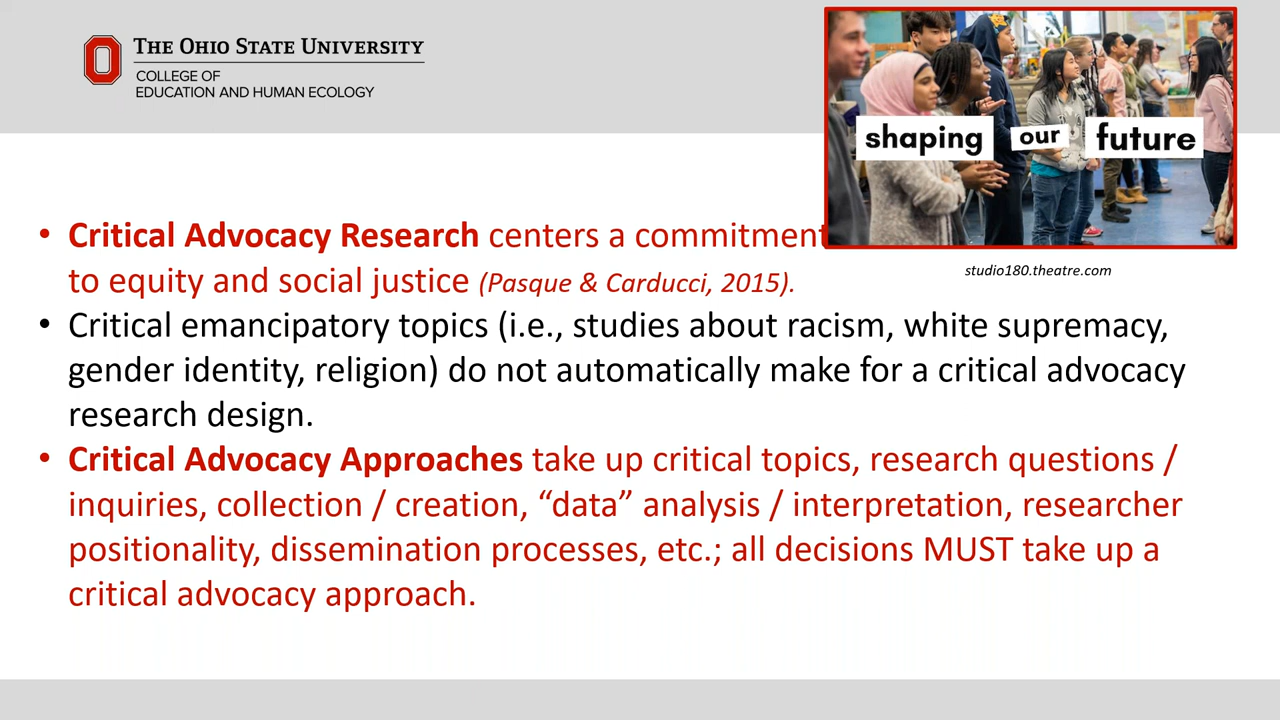 THE OHIO STATE UNIVERSITY
COLLEGE OF
EDUCATION AND HUMAN ECOLOGY
shaping our future
studio180.theatre.com
• Critical Advocacy Research centers a commitment
to equity and social justice (Pasque & Carducci, 2015).
• Critical emancipatory topics (i.e., studies about racism, white supremacy,
gender identity, religion) do not automatically make for a critical advocacy
research design.
• Critical Advocacy Approaches take up critical topics, research questions /
inquiries, collection / creation, “data” analysis / interpretation, researcher
positionality, dissemination processes, etc.; all decisions MUST take up a
critical advocacy approach.